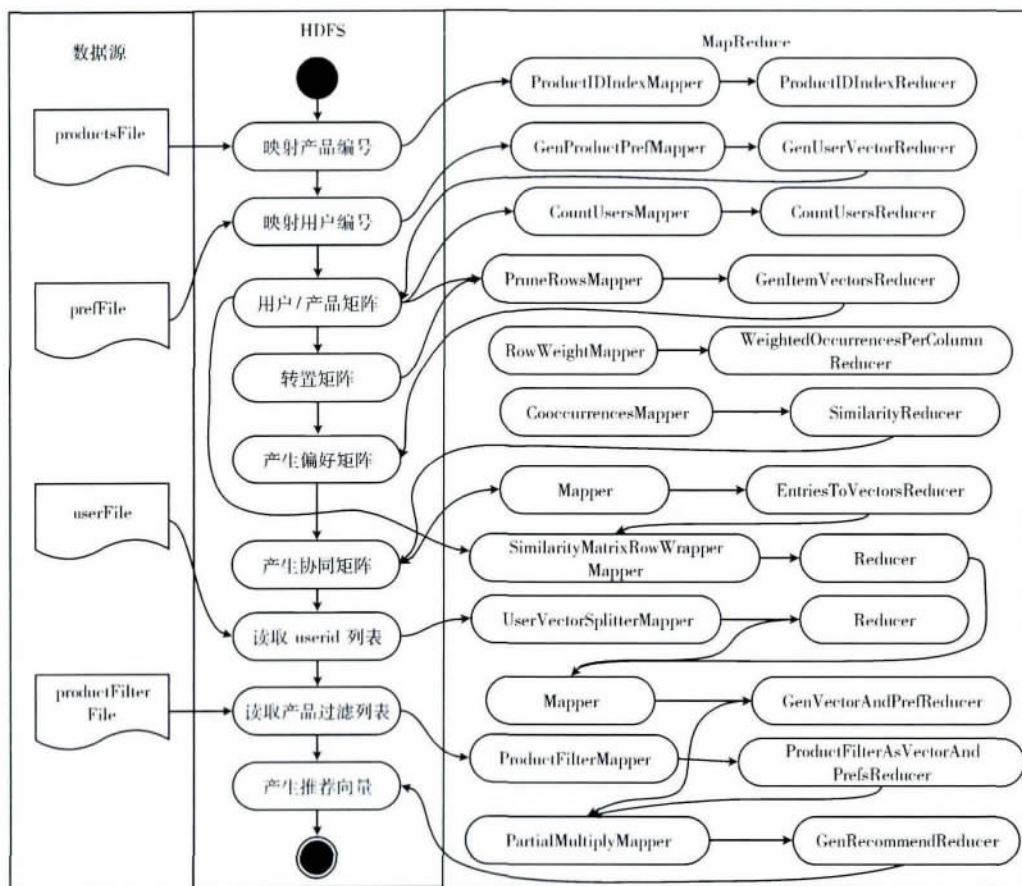 数据源
HDFS
MapReduce
ProductIDIndexMapper
ProductIDIndexReducer
productsFile
映射产品编号
GenProductPrefMapper
GenUserVectorReducer
映射用户编号
CountUsersMapper
CountUsersReducer
prefFile
用户/产品矩阵
PruneRowsMapper
GenItemVectorsReducer
转置矩阵
RowWeightMapper
WeightedOccurrencesPerColumn
Reducer
CooccurrencesMapper
SimilarityReducer
产生偏好矩阵
userFile
Mapper
EntriesToVectorsReducer
产生协同矩阵
SimilarityMatrixRowWrapper
Mapper
Reducer
读取 userid 列表
UserVectorSplitterMapper
Reducer
productFilter
File
读取产品过滤列表
Mapper
GenVectorAndPrefReducer
ProductFilterMapper
ProductFilterAsVectorAnd
PrefsReducer
产生推荐向量
PartialMultiplyMapper
GenRecommendReducer